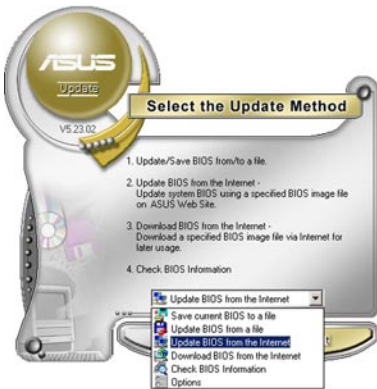 ASUS
Update
V5.23.02
Select the Update Method
1. Update/Save BIOS from/to a file.
2. Update BIOS from the Internet -
Update system BIOS using a specified BIOS image file
on ASUS Web Site.
3. Download BIOS from the Internet -
Download a specified BIOS image file via Internet for
later usage.
4. Check BIOS Information
Update BIOS from the Internet
Save current BIOS to a file
Update BIOS from a file
Update BIOS from the Internet
Download BIOS from the Internet
Check BIOS Information
Options